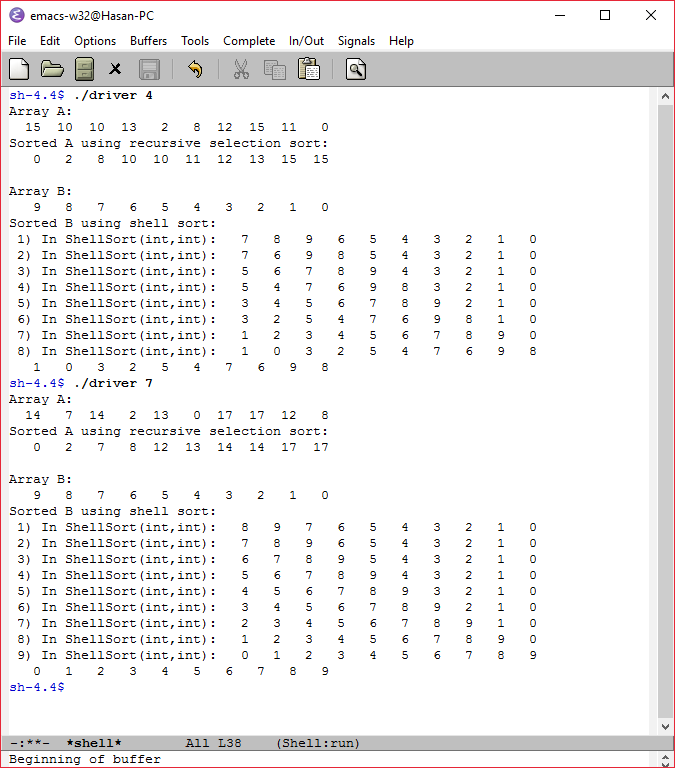 emacs-w32@Hasan-PC
File Edit Options Buffers Tools Complete In/Out Signals Help
sh-4.4$ ./driver 4
Array A:
  15  10  10  13   2   8  12  15  11   0
Sorted A using recursive selection sort:
   0   2   8  10  10  11  12  13  15  15
Array B:
   9   8   7   6   5   4   3   2   1   0
Sorted B using shell sort:
 1) In ShellSort(int,int):   7   8   9   6   5   4   3   2   1   0
 2) In ShellSort(int,int):   7   6   9   8   5   4   3   2   1   0
 3) In ShellSort(int,int):   5   6   7   8   9   4   3   2   1   0
 4) In ShellSort(int,int):   5   4   7   6   9   8   3   2   1   0
 5) In ShellSort(int,int):   3   4   5   6   7   8   9   2   1   0
 6) In ShellSort(int,int):   3   2   5   4   7   6   9   8   1   0
 7) In ShellSort(int,int):   1   2   3   4   5   6   7   8   9   0
 8) In ShellSort(int,int):   1   0   3   2   5   4   7   6   9   8
   1   0   3   2   5   4   7   6   9   8
sh-4.4$ ./driver 7
Array A:
  14   7  14   2  13   0  17  17  12   8
Sorted A using recursive selection sort:
   0   2   7   8  12  13  14  14  17  17
Array B:
   9   8   7   6   5   4   3   2   1   0
Sorted B using shell sort:
 1) In ShellSort(int,int):   8   9   7   6   5   4   3   2   1   0
 2) In ShellSort(int,int):   7   8   9   6   5   4   3   2   1   0
 3) In ShellSort(int,int):   6   7   8   9   5   4   3   2   1   0
 4) In ShellSort(int,int):   5   6   7   8   9   4   3   2   1   0
 5) In ShellSort(int,int):   4   5   6   7   8   9   3   2   1   0
 6) In ShellSort(int,int):   3   4   5   6   7   8   9   2   1   0
 7) In ShellSort(int,int):   2   3   4   5   6   7   8   9   1   0
 8) In ShellSort(int,int):   1   2   3   4   5   6   7   8   9   0
 9) In ShellSort(int,int):   0   1   2   3   4   5   6   7   8   9
   0   1   2   3   4   5   6   7   8   9
sh-4.4$
-:**-  *shell*        All L38    (Shell:run)
Beginning of buffer